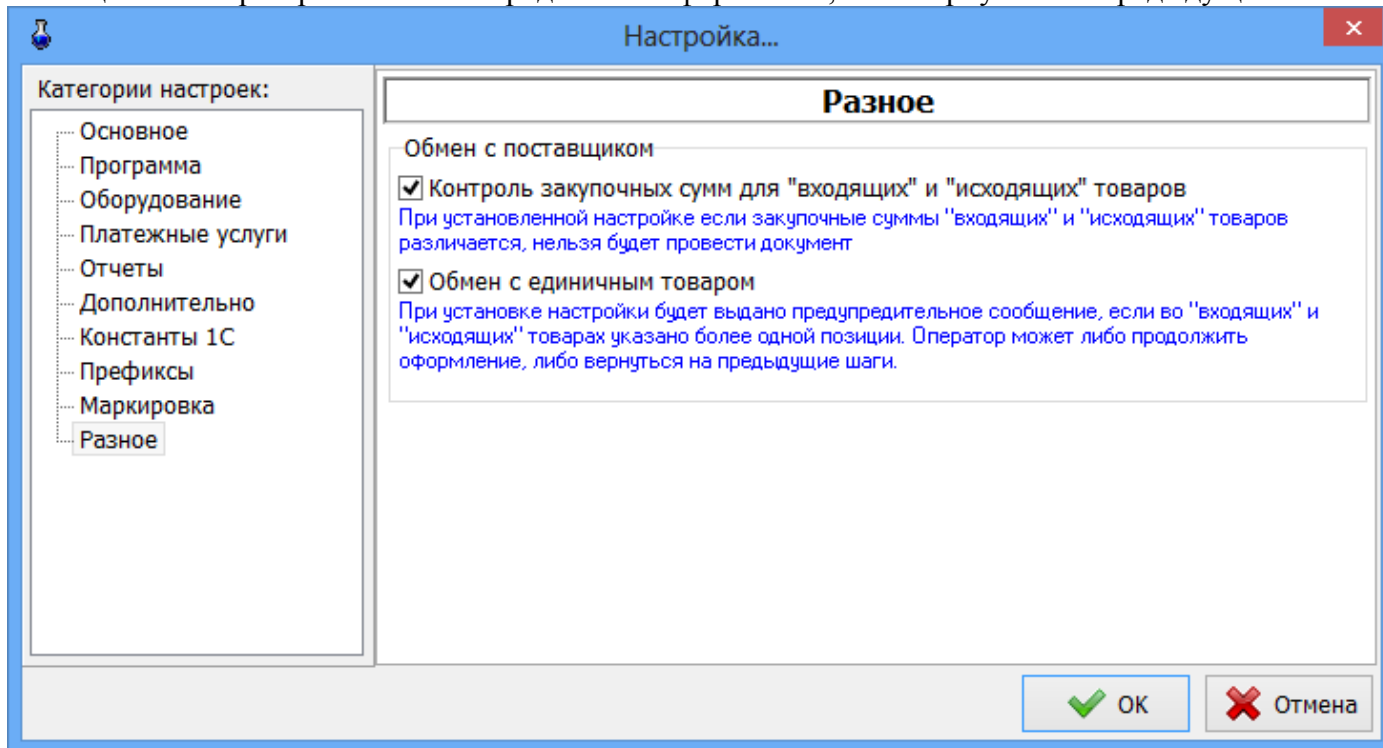 Настройка...
Категории настроек:
Основное
Программа
Оборудование
Платежные услуги
Отчеты
Дополнительно
Константы 1С
Префиксы
Маркировка
Разное
Разное
Обмен с поставщиком
Контроль закупочных сумм для "входящих" и "исходящих" товаров
При установленной настройке если закупочные суммы "входящих" и "исходящих" товаров
различается, нельзя будет провести документ
Обмен с единичным товаром
При установке настройки будет выдано предупредительное сообщение, если во "входящих" и
"исходящих" товарах указано более одной позиции. Оператор может либо продолжить
оформление, либо вернуться на предыдущие шаги.
ОК
Отмена